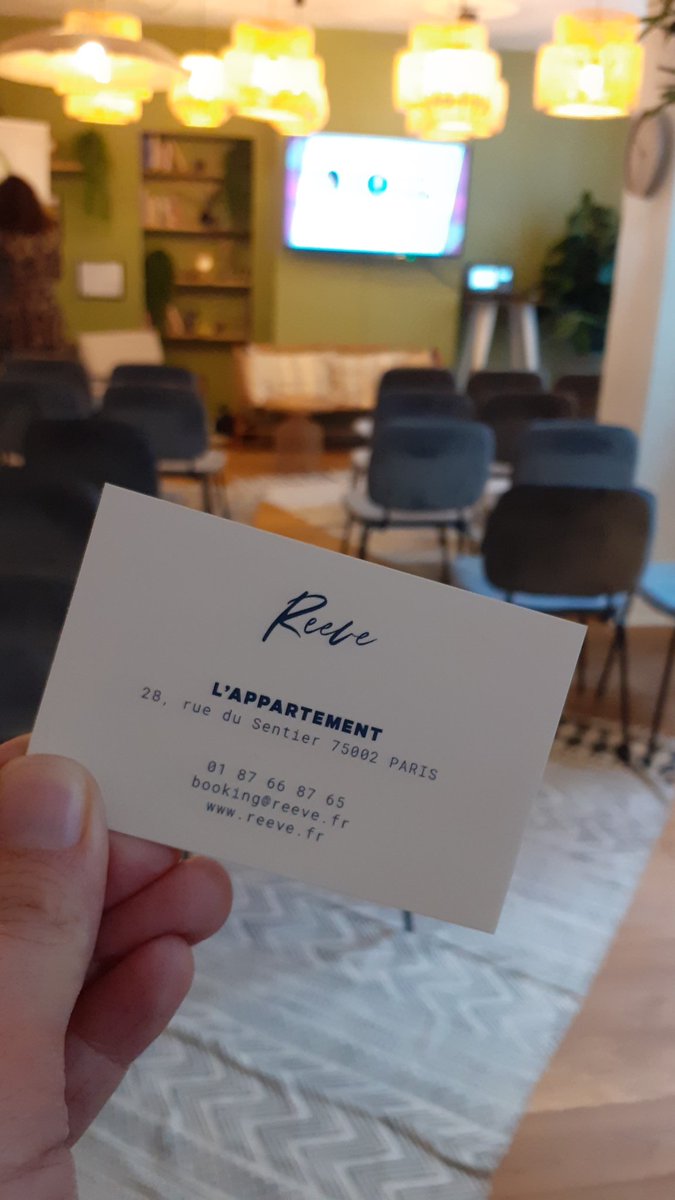 Reeve
L'APPARTEMENT
28, rue du Sentier 75002 PARIS
01 87 66 87 65
booking@reeve.fr
www.reeve.fr